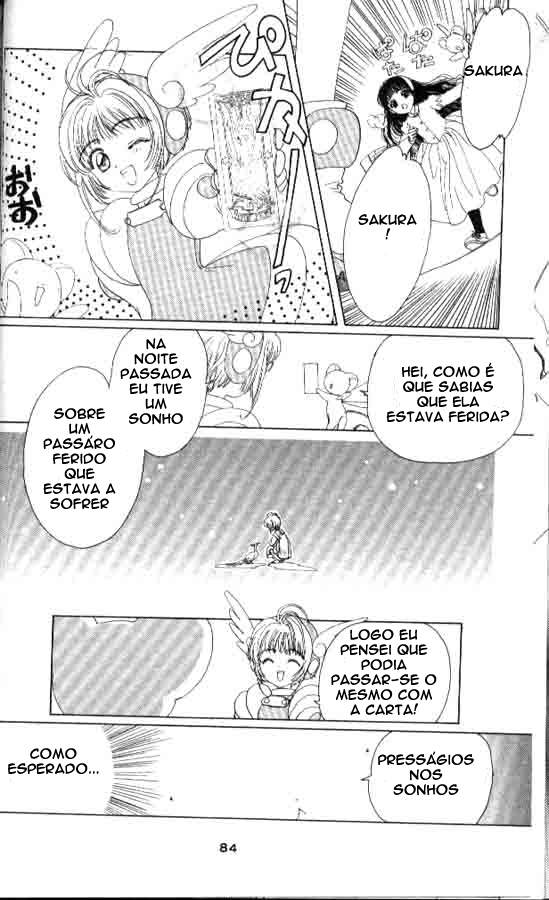 SAKURA
ぱたぱた
SAKURA
!
ぴかーっ
おおお
HEI, COMO É
QUE SABIAS
QUE ELA
ESTAVA FERIDA?
NA
NOITE
PASSADA
EU TIVE
UM
SONHO
SOBRE
UM
PASSÁRO
FERIDO
QUE
ESTAVA A
SOFRER
LOGO EU
PENSEI QUE
PODIA
PASSAR-SE O
MESMO COM
A CARTA!
PRESSÁGIOS
NOS
SONHOS
COMO
ESPERADO...
84